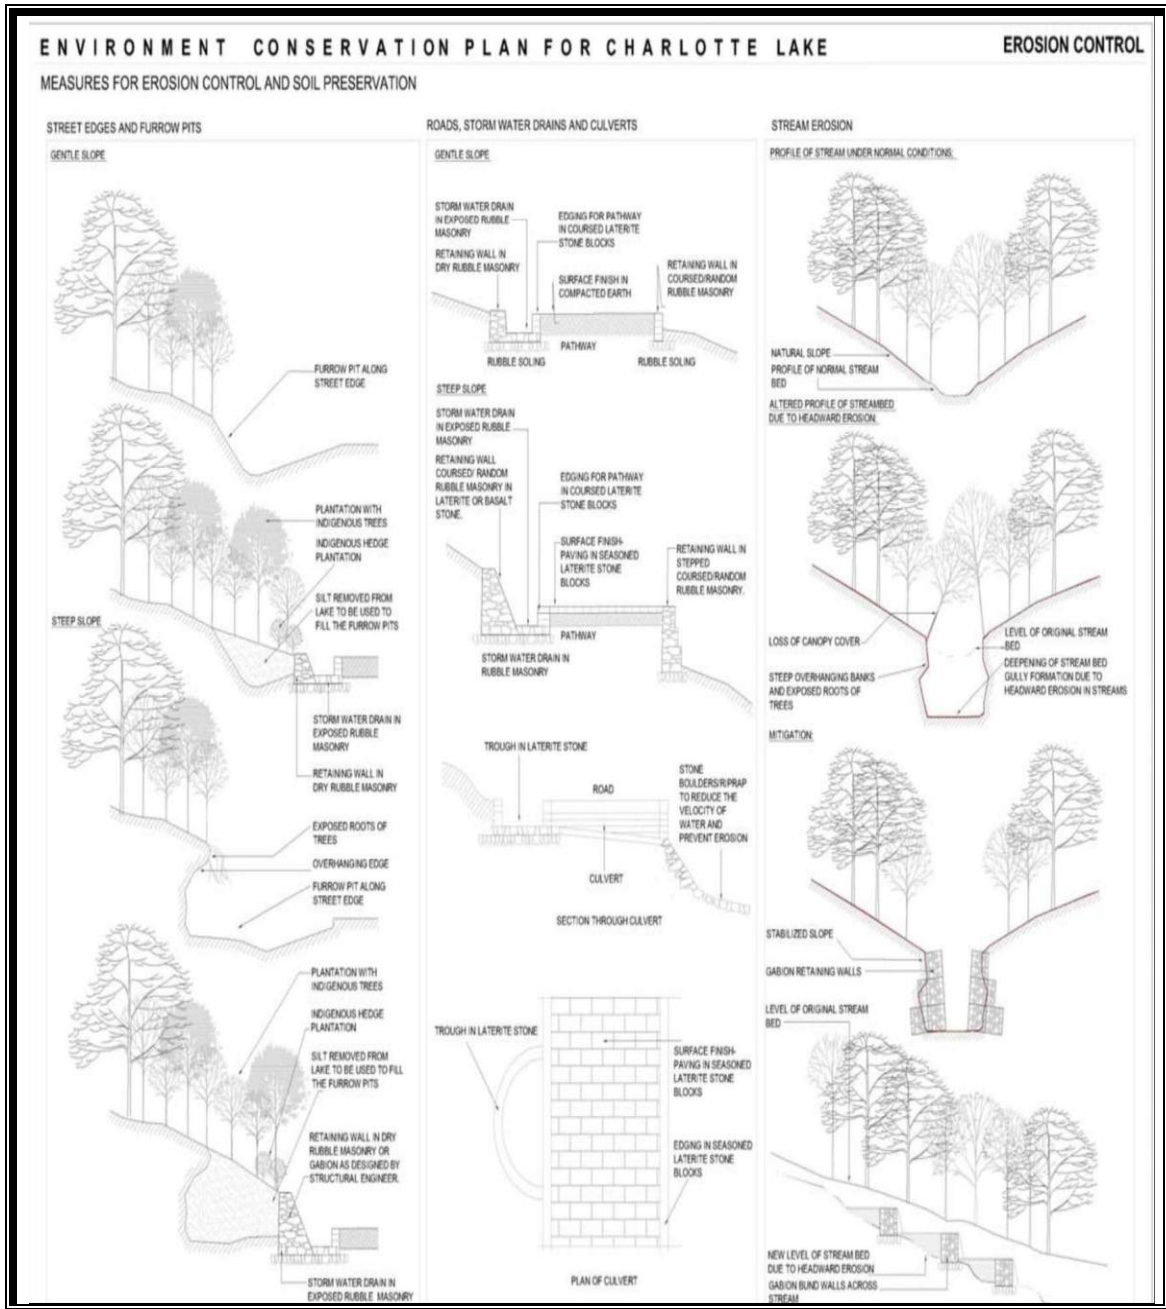 ENVIRONMENT CONSERVATION PLAN FOR CHARLOTTE LAKE
EROSION CONTROL
MEASURES FOR EROSION CONTROL AND SOIL PRESERVATION
STREET EDGES AND FURROW PITS
GENTLE SLOPE
FURROW PIT ALONG
STREET EDGE
PLANTATION WITH
INDIGENOUS TREES
INDIGENOUS HEDGE
PLANTATION
SILT REMOVED FROM
LAKE TO BE USED TO
FILL THE FURROW PITS
STEEP SLOPE
STORM WATER DRAIN IN
EXPOSED RUBBLE
MASONRY
RETAINING WALL IN
DRY RUBBLE MASONRY
EXPOSED ROOTS OF
TREES
OVERHANGING EDGE
FURROW PIT ALONG
STREET EDGE
PLANTATION WITH
INDIGENOUS TREES
INDIGENOUS HEDGE
PLANTATION
SILT REMOVED FROM
LAKE TO BE USED TO FILL
THE FURROW PITS
RETAINING WALL IN DRY
RUBBLE MASONRY OR
GABION AS DESIGNED BY
STRUCTURAL ENGINEER.
STORM WATER DRAIN IN
EXPOSED RUBBLE MASONRY
ROADS, STORM WATER DRAINS AND CULVERTS
GENTLE SLOPE
STORM WATER DRAIN
IN EXPOSED RUBBLE
MASONRY
RETAINING WALL IN
DRY RUBBLE MASONRY
EDGING FOR PATHWAY
IN COURSED LATERITE
STONE BLOCKS
SURFACE FINISH IN
COMPACTED EARTH
RETAINING WALL IN
COURSED/RANDOM
RUBBLE MASONRY
PATHWAY
RUBBLE SOLING
RUBBLE SOLING
STEEP SLOPE
STORM WATER DRAIN
IN EXPOSED RUBBLE
MASONRY
RETAINING WALL
COURSED/ RANDOM
RUBBLE MASONRY IN
LATERITE OR BASALT
STONE.
EDGING FOR PATHWAY
IN COURSED LATERITE
STONE BLOCKS
SURFACE FINISH-
PAVING IN SEASONED
LATERITE STONE
BLOCKS
RETAINING WALL IN
STEPPED
COURSED/RANDOM
RUBBLE MASONRY.
PATHWAY
STORM WATER DRAIN IN
RUBBLE MASONRY
TROUGH IN LATERITE STONE
ROAD
STONE
BOULDERS/RIPRAP
TO REDUCE THE
VELOCITY OF
WATER AND
PREVENT EROSION
CULVERT
SECTION THROUGH CULVERT
TROUGH IN LATERITE STONE
SURFACE FINISH-
PAVING IN SEASONED
LATERITE STONE
BLOCKS
EDGING IN SEASONED
LATERITE STONE
BLOCKS
PLAN OF CULVERT
STREAM EROSION
PROFILE OF STREAM UNDER NORMAL CONDITIONS:
NATURAL SLOPE
PROFILE OF NORMAL STREAM
BED
ALTERED PROFILE OF STREAMBED
DUE TO HEADWARD EROSION:
LOSS OF CANOPY COVER
STEEP OVERHANGING BANKS
AND EXPOSED ROOTS OF
TREES
LEVEL OF ORIGINAL STREAM
BED
DEEPENING OF STREAM BED
GULLY FORMATION DUE TO
HEADWARD EROSION IN STREAMS
MITIGATION:
STABILIZED SLOPE
GABION RETAINING WALLS
LEVEL OF ORIGINAL STREAM
BED
NEW LEVEL OF STREAM BED
DUE TO HEADWARD EROSION
GABION BUND WALLS ACROSS
STREAM